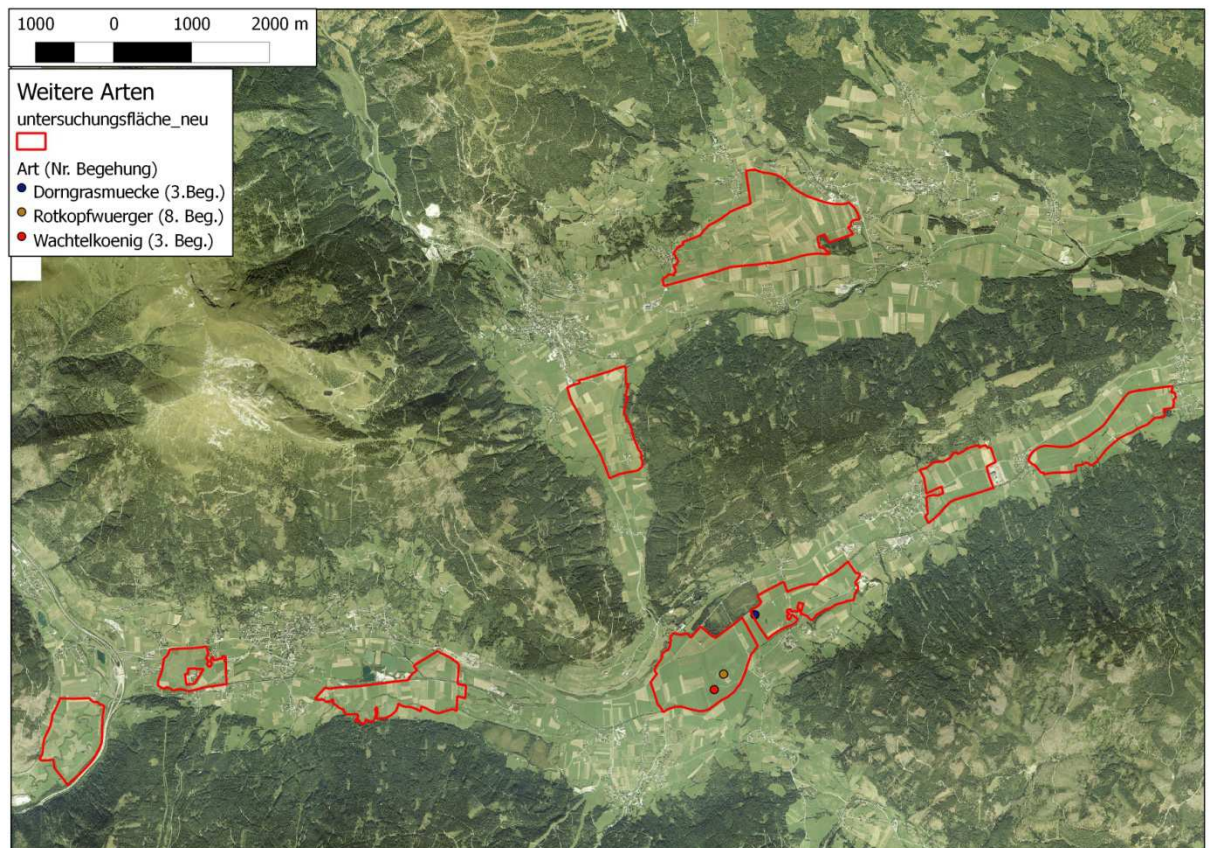 1000 0 1000 2000 m
Weitere Arten
untersuchungsfläche_neu
Art (Nr. Begehung)
Dorngrasmuecke (3.Beg.)
Rotkopfwuerger (8. Beg.)
Wachtelkoenig (3. Beg.)